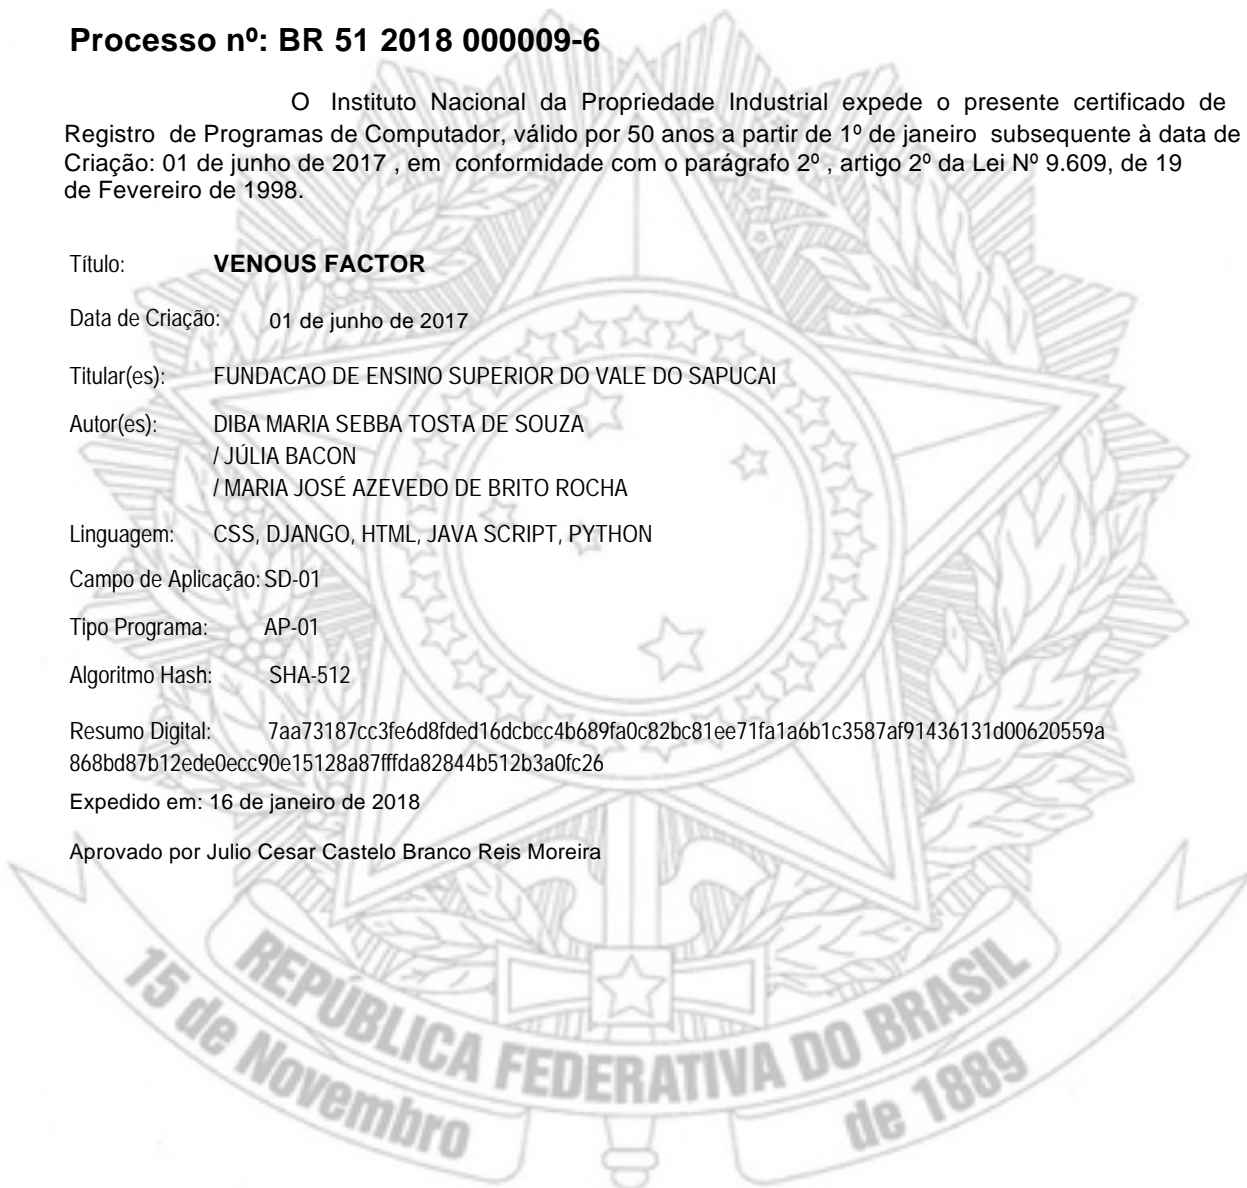 Processo nº: BR 51 2018 000009-6
O Instituto Nacional da Propriedade Industrial expede o presente certificado de
Registro de Programas de Computador, válido por 50 anos a partir de 1º de janeiro subsequente à data de
Criação: 01 de junho de 2017 , em conformidade com o parágrafo 2º , artigo 2º da Lei Nº 9.609, de 19
de Fevereiro de 1998.
Título: VENOUS FACTOR
Data de Criação: 01 de junho de 2017
Titular(es): FUNDACAO DE ENSINO SUPERIOR DO VALE DO SAPUCAI
Autor(es): DIBA MARIA SEBBA TOSTA DE SOUZA
/ JÚLIA BACON
/ MARIA JOSÉ AZEVEDO DE BRITO ROCHA
Linguagem: CSS, DJANGO, HTML, JAVA SCRIPT, PYTHON
Campo de Aplicação: SD-01
Tipo Programa: AP-01
Algoritmo Hash: SHA-512
Resumo Digital: 7aa73187cc3fe6d8fded16dcbcc4b689fa0c82bc81ee71fa1a6b1c3587af91436131d00620559a
868bd87b12ede0ecc90e15128a87fffda82844b512b3a0fc26
Expedido em: 16 de janeiro de 2018
Aprovado por Julio Cesar Castelo Branco Reis Moreira
REPÚBLICA FEDERATIVA DO BRASIL
15 de Novembro de 1889